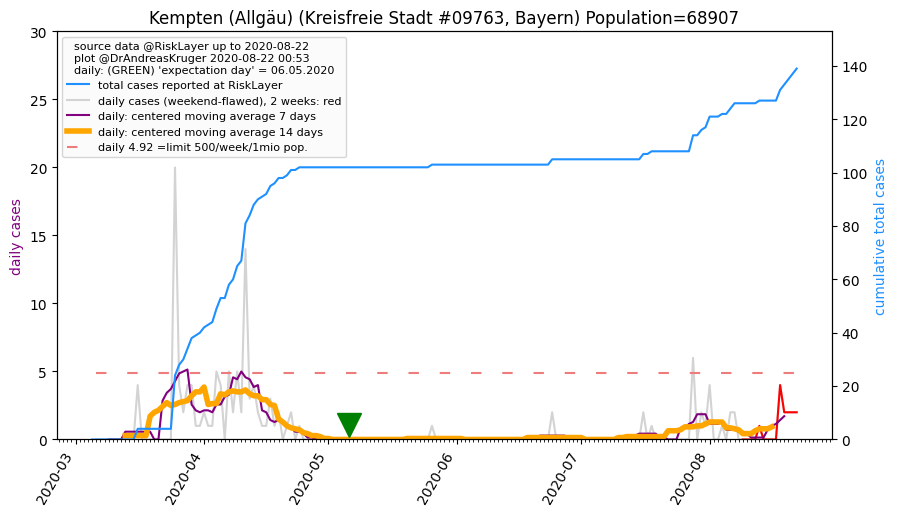 Kempten (Allgäu) (Kreisfreie Stadt #09763, Bayern) Population=68907
source data @RiskLayer up to 2020-08-22
plot @DrAndreasKruger 2020-08-22 00:53
daily: (GREEN) 'expectation day' = 06.05.2020
total cases reported at RiskLayer
daily cases (weekend-flawed), 2 weeks: red
daily: centered moving average 7 days
daily: centered moving average 14 days
daily 4.92 =limit 500/week/1mio pop.
daily cases
30
25
20
15
10
5
0
cumulative total cases
140
120
100
80
60
40
20
0
2020-03
2020-04
2020-05
2020-06
2020-07
2020-08